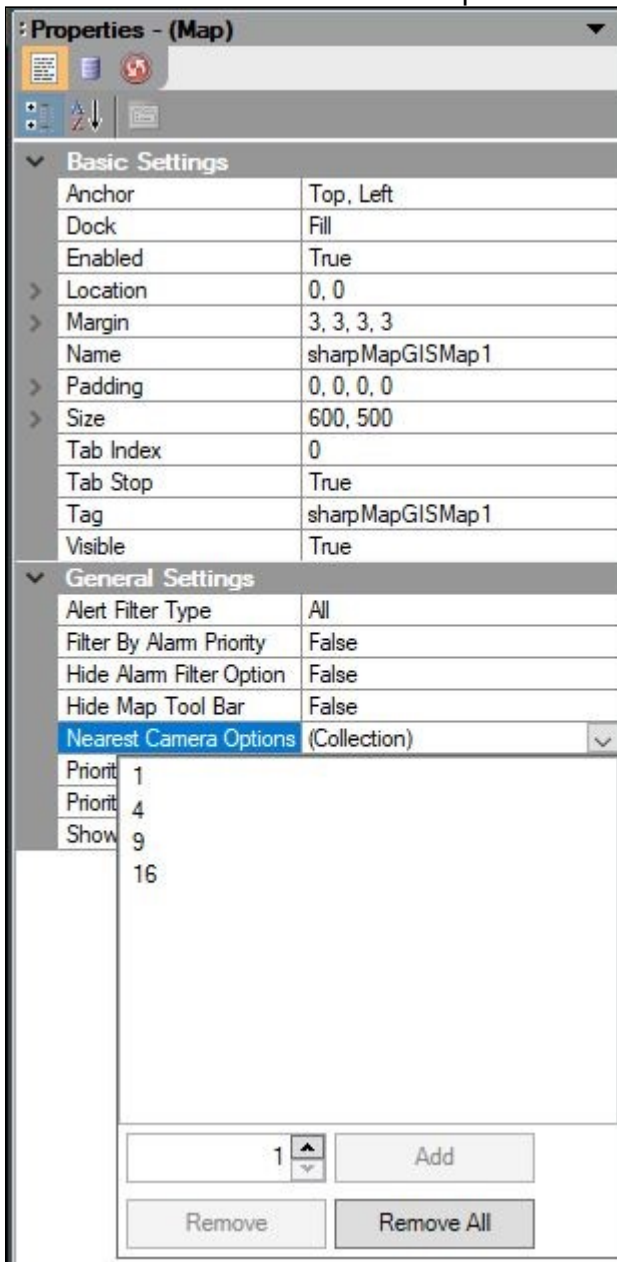 Properties - (Map)
Basic Settings
Anchor Top, Left
Dock Fill
Enabled True
Location 0, 0
Margin 3, 3, 3, 3
Name sharpMapGISMap1
Padding 0, 0, 0, 0
Size 600, 500
Tab Index 0
Tab Stop True
Tag sharpMapGISMap1
Visible True
General Settings
Alert Filter Type All
Filter By Alarm Priority False
Hide Alarm Filter Option False
Hide Map Tool Bar False
Nearest Camera Options (Collection)
Priorit
Priorit
Show
1
4
9
16
1 Add
Remove Remove All